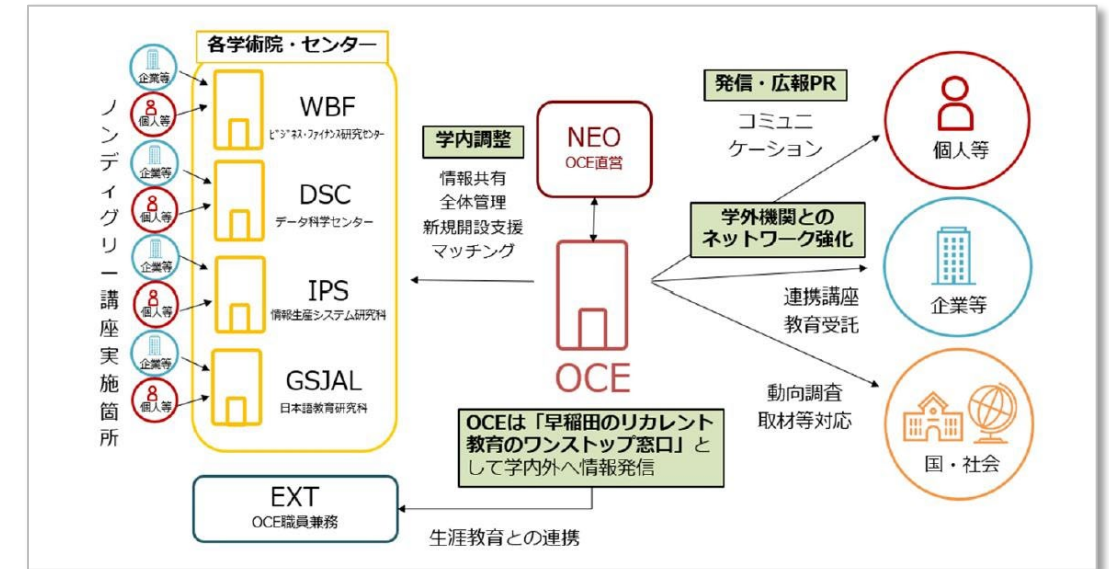 各学術院・センター
ノンディグリー講座実施箇所
企業等
個人等
WBF
ビジネス・ファイナンス研究センター
企業等
個人等
DSC
データ科学センター
企業等
個人等
IPS
情報生産システム研究科
企業等
個人等
GSJAL
日本語教育研究科
EXT
OCE職員兼務
学内調整
情報共有
全体管理
新規開設支援
マッチング
NEO
OCE直営
OCE
OCEは「早稲田のリカレント
教育のワンストップ窓口」と
して学内外へ情報発信
生涯教育との連携
発信・広報PR
コミュニ
ケーション
学外機関との
ネットワーク強化
連携講座
教育受託
動向調査
取材等対応
個人等
企業等
国・社会